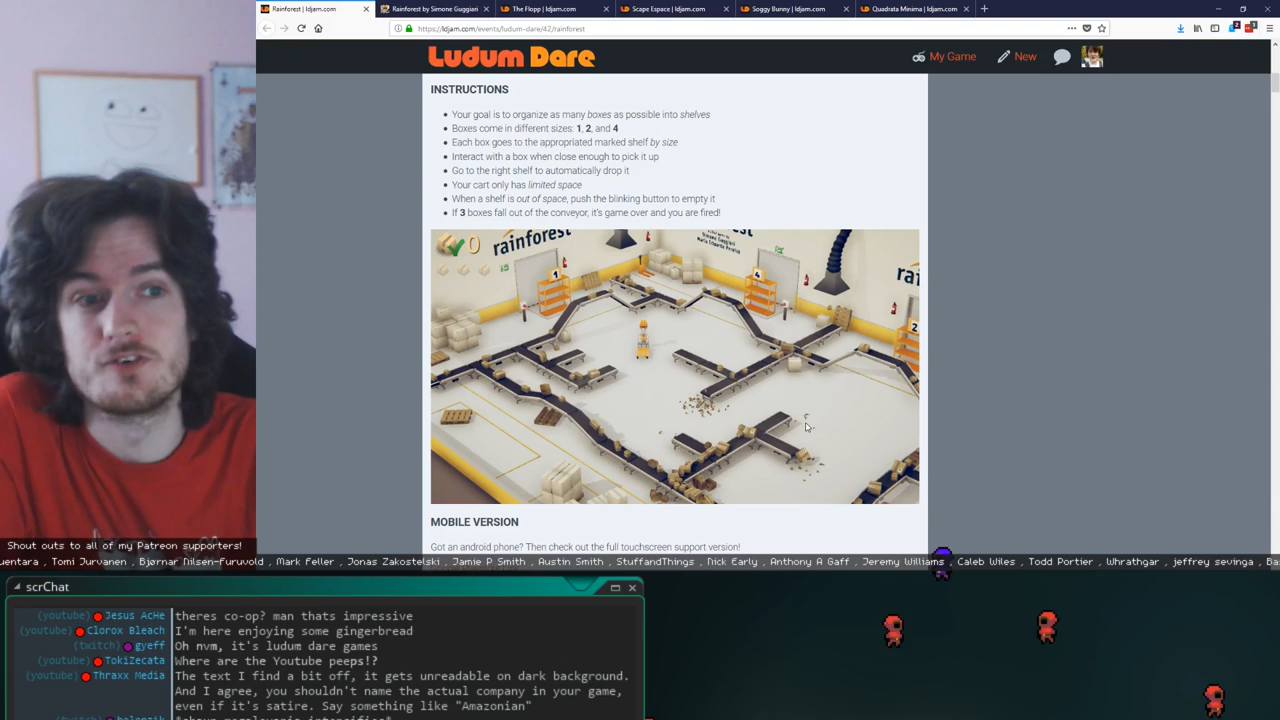 Rainforest | ldjam.com
Rainforest by Simone Guggiari
The Flopp | ldjam.com
Scape Espace | ldjam.com
Soggy Bunny | ldjam.com
Quadrata Minima | ldjam.com
https://ldjam.com/events/ludum-dare/42/rainforest
Ludum Dare
My Game
New
INSTRUCTIONS
Your goal is to organize as many boxes as possible into shelves
Boxes come in different sizes: 1, 2, and 4
Each box goes to the appropriated marked shelf by size
Interact with a box when close enough to pick it up
Go to the right shelf to automatically drop it
Your cart only has limited space
When a shelf is out of space, push the blinking button to empty it
If 3 boxes fall out of the conveyor, it's game over and you are fired!
0
rainforest
1
4
2
MOBILE VERSION
Got an android phone? Then check out the full touchscreen support version!
Shout outs to all of my Patreon supporters!
uentara , Tomi Jurvanen , Bjørnar Nilsen-Furuvold , Mark Feller , Jonas Zakostelski , Jamie P Smith , Austin Smith , StuffandThings , Nick Early , Anthony A Gaff , Jeremy Williams , Caleb Wiles , Todd Portier , Whrathgar , jeffrey sevinga , Ba
scrChat
(youtube) Jesus AcHe theres co-op? man thats impressive
(youtube) Clorox Bleach I'm here enjoying some gingerbread
(twitch) gyeff Oh nvm, it's ludum dare games
(youtube) TokiZecata Where are the Youtube peeps!?
(youtube) Thraxx Media The text I find a bit off, it gets unreadable on dark background.
And I agree, you shouldn't name the actual company in your game,
even if it's satire. Say something like "Amazonian"